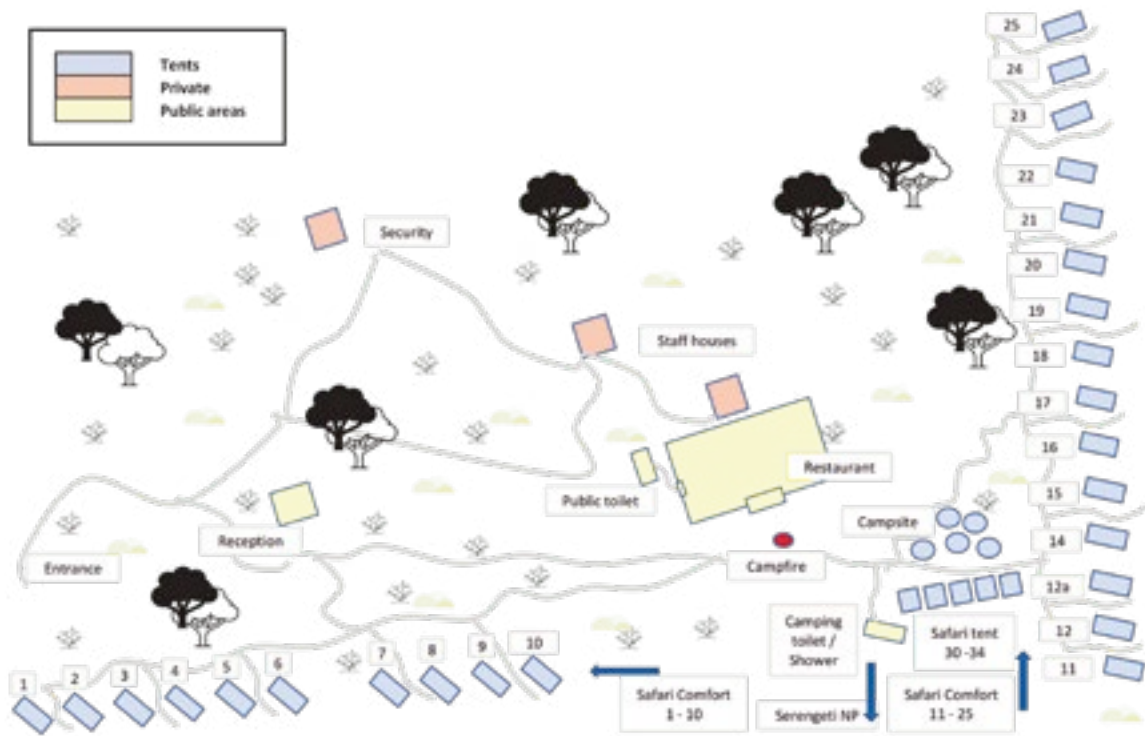 Tents
Private
Public areas
25
24
23
22
21
20
19
18
17
16
15
14
12a
12
11
Security
Staff houses
Restaurant
Public toilet
Campsite
Reception
Entrance
Campfire
Camping
toilet /
Shower
Safari tent
30 -34
Safari Comfort
1 - 10
Serengeti NP
Safari Comfort
11 - 25
1
2
3
4
5
6
7
8
9
10